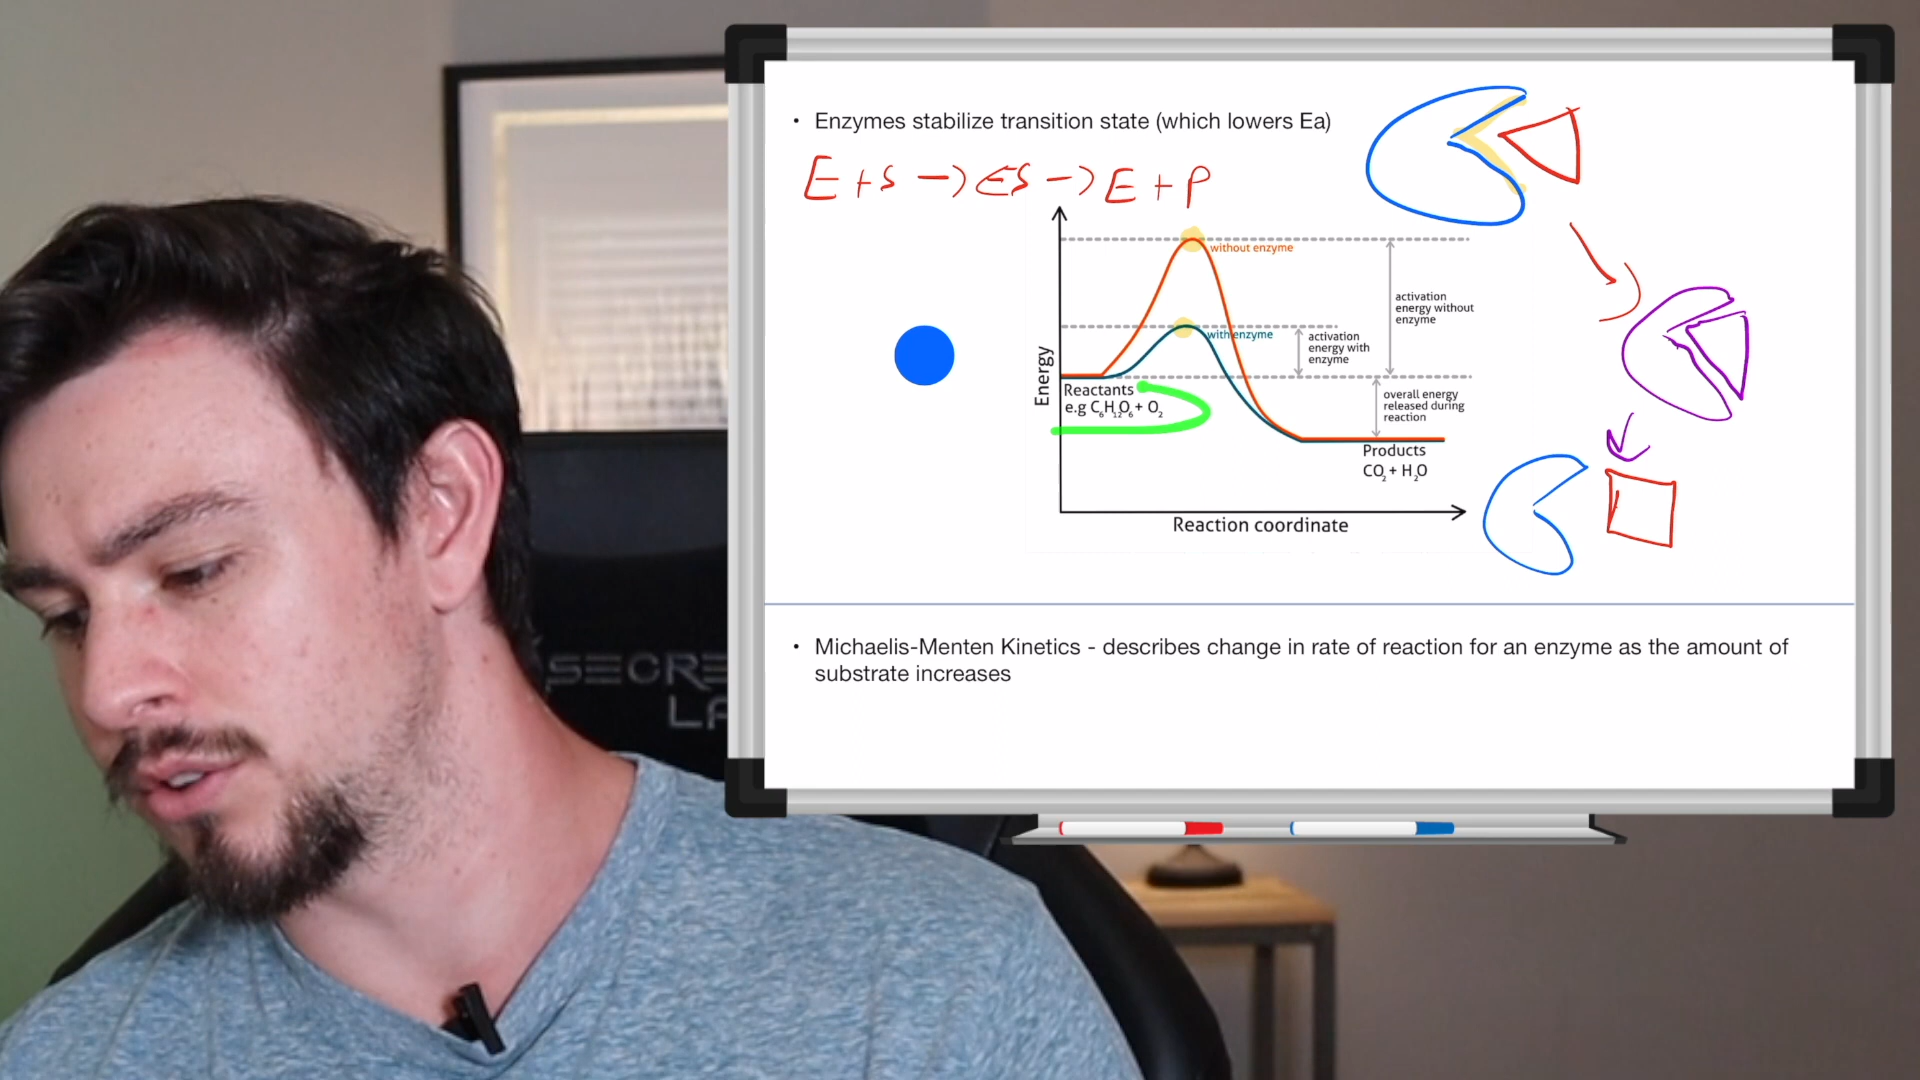 • Enzymes stabilize transition state (which lowers Ea)
E + S → ES → E + P
without enzyme
activation
energy without
enzyme
with enzyme
activation
energy with
enzyme
Energy
Reactants
e.g C₆H₁₂O₆ + O₂
overall energy
released during
reaction
Products
CO₂ + H₂O
Reaction coordinate
• Michaelis-Menten Kinetics - describes change in rate of reaction for an enzyme as the amount of
substrate increases
SECRE
LA